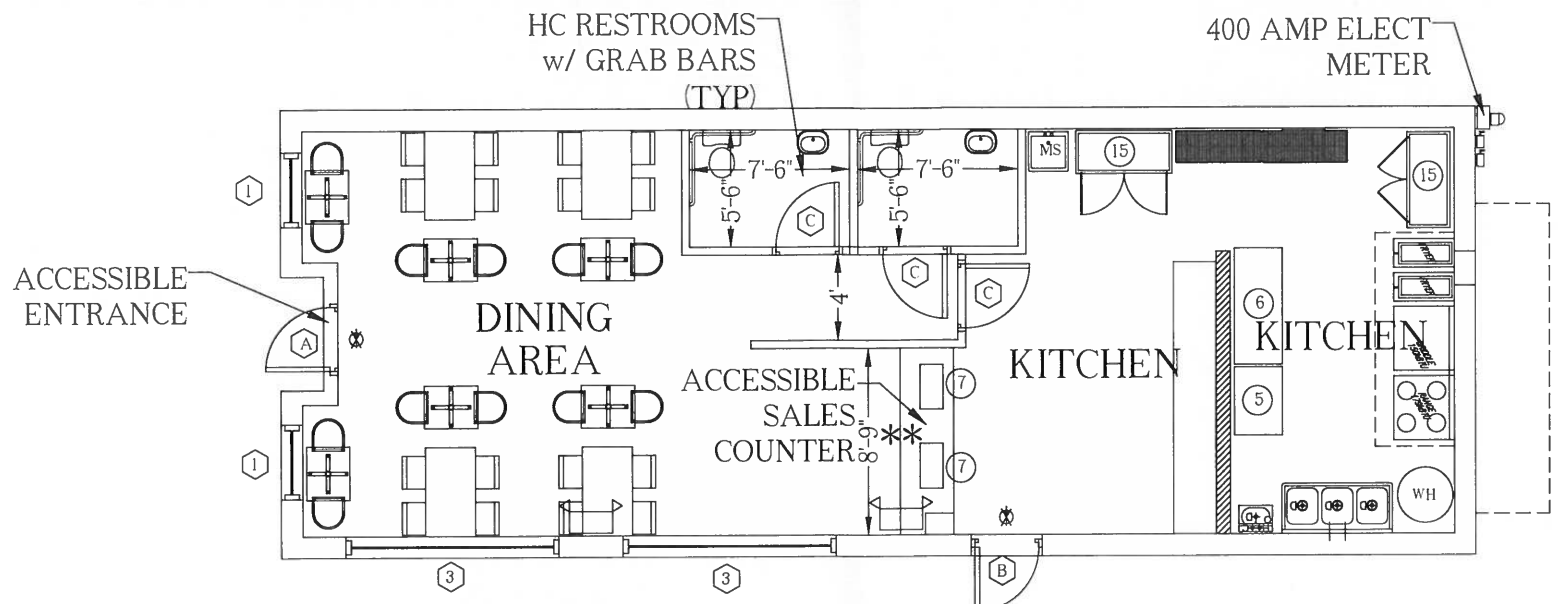 HC RESTROOMS
w/ GRAB BARS
(TYP)
400 AMP ELECT
METER
7'-6"
5'-6"
7'-6"
5'-6"
MS
15
15
1
C
C
C
4'
ACCESSIBLE
ENTRANCE
A
DINING
AREA
6
KITCHEN
KITCHEN
ACCESSIBLE
SALES
COUNTER
**
8'-9"
7
7
5
1
WH
3
3
B